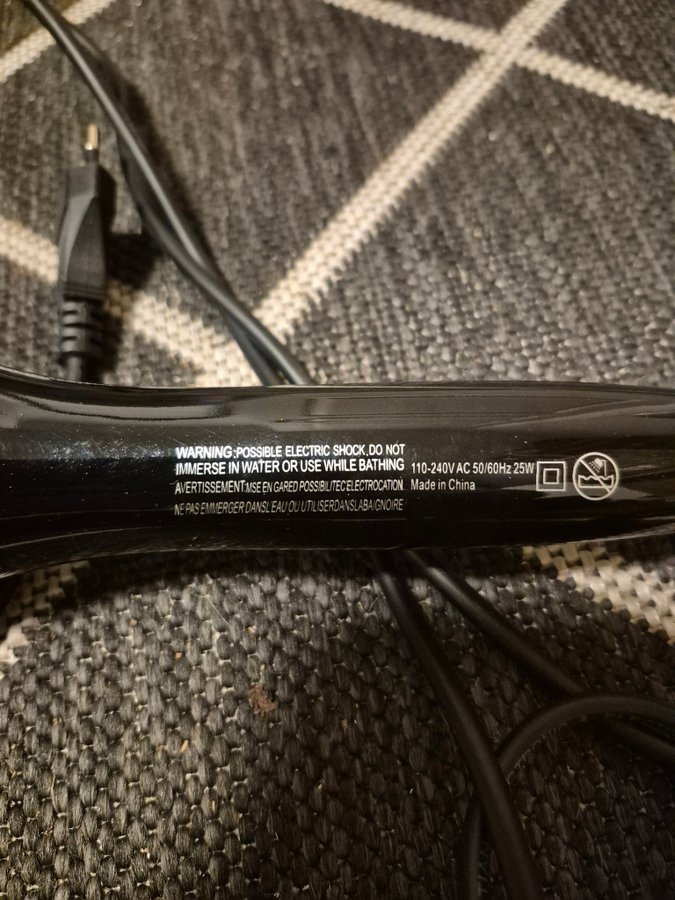 WARNING:POSSIBLE ELECTRIC SHOCK,DO NOT
IMMERSE IN WATER OR USE WHILE BATHING
AVERTISSEMENT:MSE EN GARED POSSIBILITEC'ELECTROCATION
NE PAS EMMERGER DANSL'EAU OU UTILISERDANSLABAIGNOIRE
110-240V AC 50/60Hz 25W
Made in China